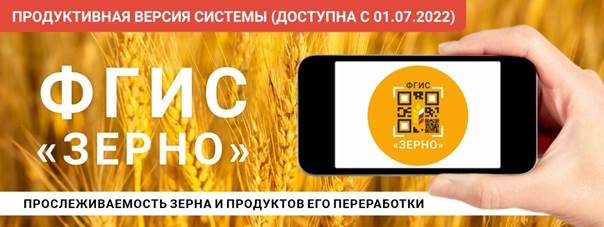 ПРОДУКТИВНАЯ ВЕРСИЯ СИСТЕМЫ (ДОСТУПНА С 01.07.2022)
ФГИС
«ЗЕРНО»
ФГИС
«ЗЕРНО»
ПРОСЛЕЖИВАЕМОСТЬ ЗЕРНА И ПРОДУКТОВ ЕГО ПЕРЕРАБОТКИ